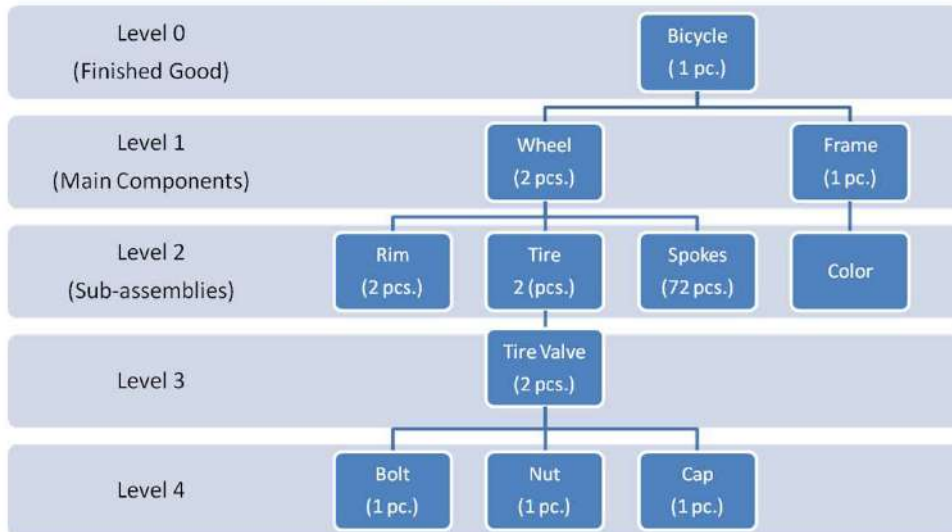 Level 0
(Finished Good)
Bicycle
( 1 pc.)
Level 1
(Main Components)
Wheel
(2 pcs.)
Frame
(1 pc.)
Level 2
(Sub-assemblies)
Rim
(2 pcs.)
Tire
2 (pcs.)
Spokes
(72 pcs.)
Color
Level 3
Tire Valve
(2 pcs.)
Level 4
Bolt
(1 pc.)
Nut
(1 pc.)
Cap
(1 pc.)